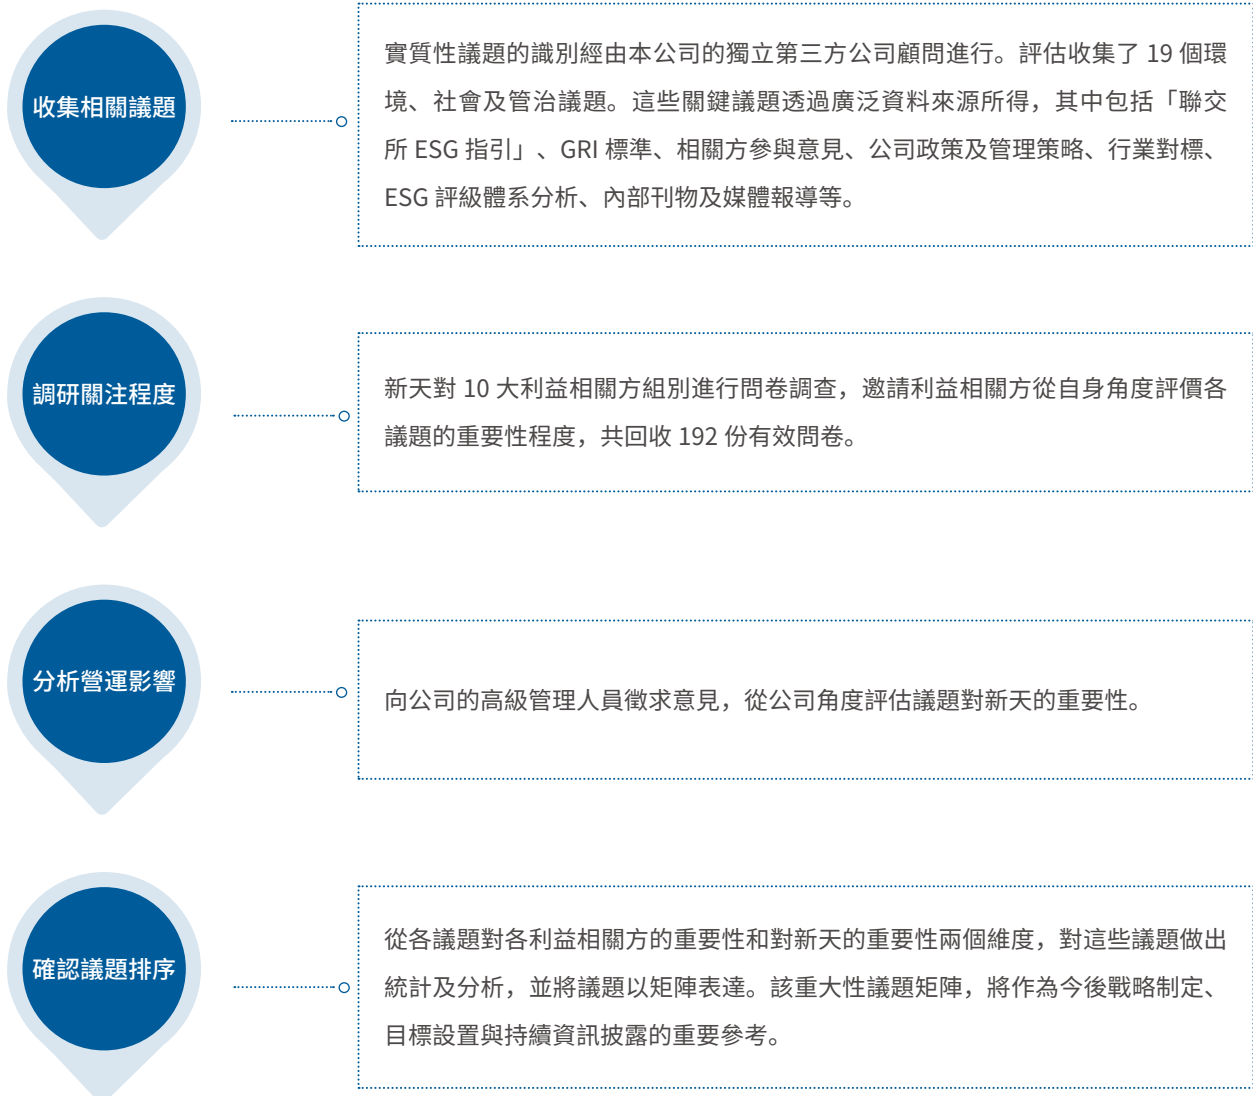 收集相關議題
實質性議題的識別經由本公司的獨立第三方公司顧問進行。評估收集了 19 個環
境、社會及管治議題。這些關鍵議題透過廣泛資料來源所得，其中包括「聯交
所 ESG 指引」、GRI 標準、相關方參與意見、公司政策及管理策略、行業對標、
ESG 評級體系分析、內部刊物及媒體報導等。
調研關注程度
新天對 10 大利益相關方組別進行問卷調查，邀請利益相關方從自身角度評價各
議題的重要性程度，共回收 192 份有效問卷。
分析營運影響
向公司的高級管理人員徵求意見，從公司角度評估議題對新天的重要性。
確認議題排序
從各議題對各利益相關方的重要性和對新天的重要性兩個維度，對這些議題做出
統計及分析，並將議題以矩陣表達。該重大性議題矩陣，將作為今後戰略制定、
目標設置與持續資訊披露的重要參考。